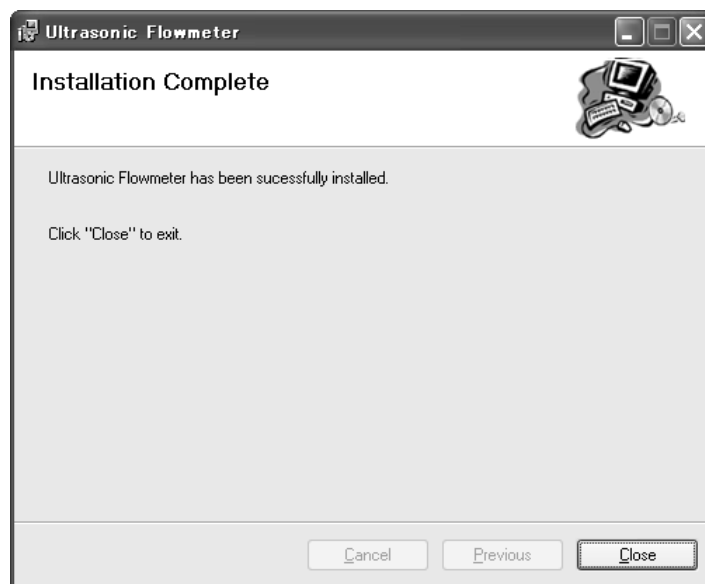 Ultrasonic Flowmeter
Installation Complete
Ultrasonic Flowmeter has been sucessfully installed.
Click "Close" to exit.
Cancel Previous Close